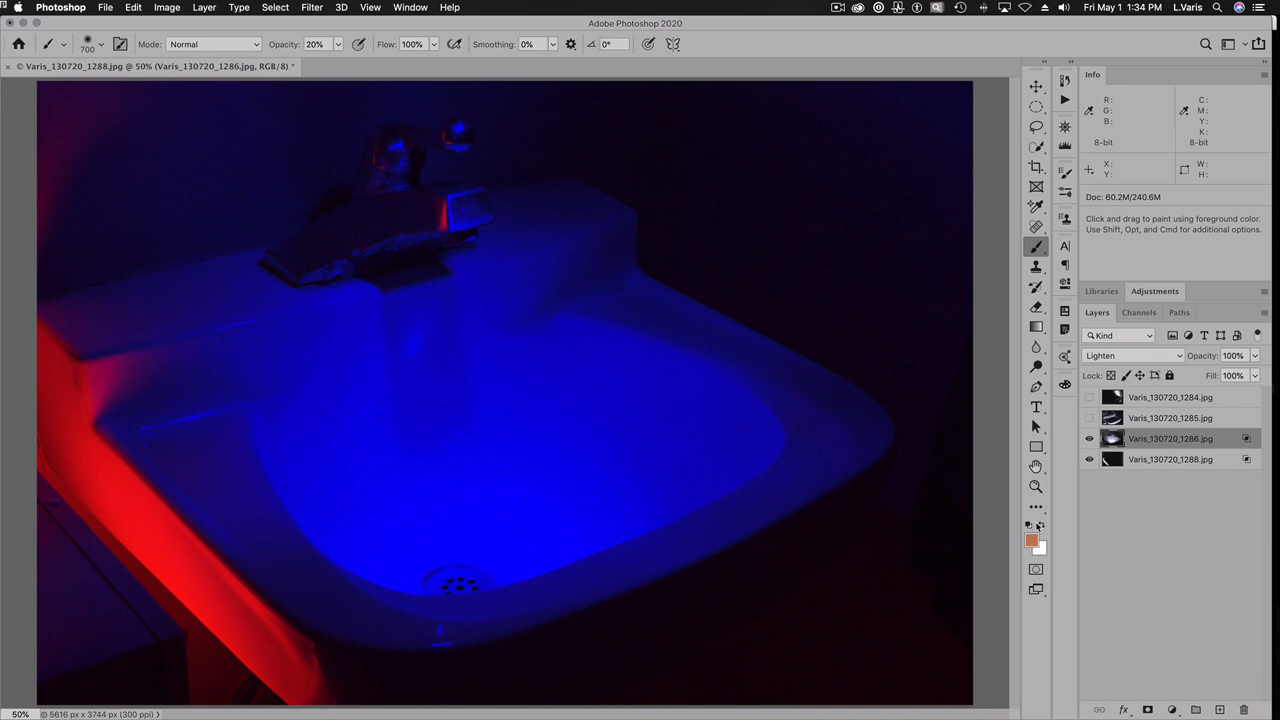 Photoshop File Edit Image Layer Type Select Filter 3D View Window Help Fri May 1 1:34 PM L.Varis
Adobe Photoshop 2020
700 Mode: Normal Opacity: 20% Flow: 100% Smoothing: 0% 0°
× © Varis_130720_1288.jpg @ 50% (Varis_130720_1286.jpg, RGB/8) *
Info
R: C:
G: M:
B: Y:
K:
8-bit 8-bit
X: W:
Y: H:
Doc: 60.2M/240.6M
Click and drag to paint using foreground color.
Use Shift, Opt, and Cmd for additional options.
Libraries Adjustments
Layers Channels Paths
Kind
Lighten Opacity: 100%
Lock: Fill: 100%
Varis_130720_1284.jpg
Varis_130720_1285.jpg
Varis_130720_1286.jpg
Varis_130720_1288.jpg
fx
50% © 5616 px x 3744 px (300 ppi)